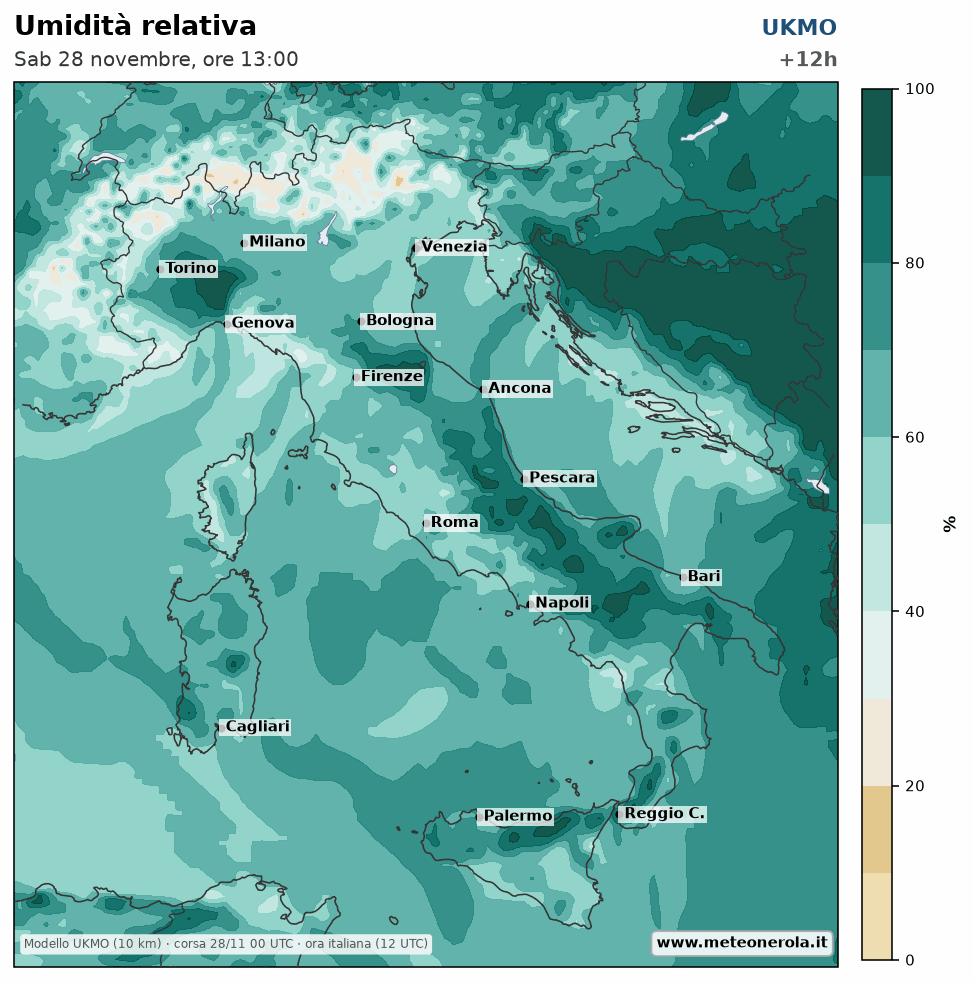 Umidità relativa
UKMO
Sab 28 novembre, ore 13:00
+12h
Milano
Venezia
Torino
Genova
Bologna
Firenze
Ancona
Pescara
Roma
Bari
Napoli
Cagliari
Palermo
Reggio C.
100
80
60
40
20
0
%
Modello UKMO (10 km) · corsa 28/11 00 UTC · ora italiana (12 UTC)
www.meteonerola.it